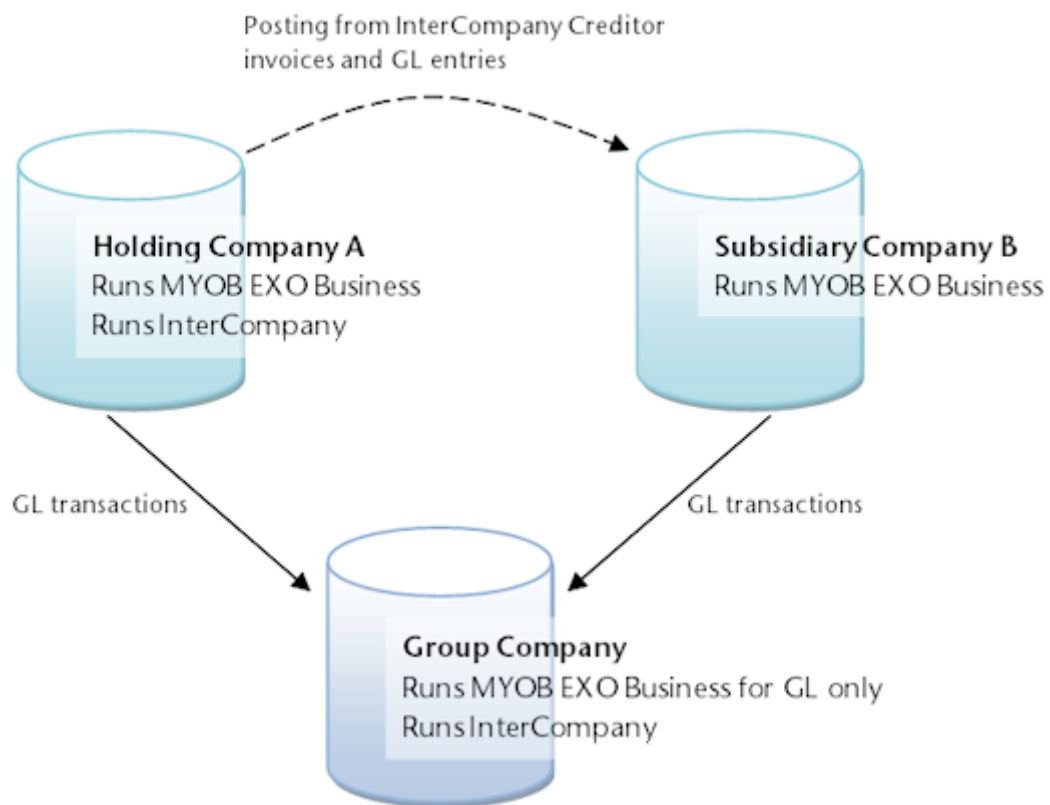 Posting from InterCompany Creditor
invoices and GL entries
Holding Company A
Runs MYOB EXO Business
Runs InterCompany
Subsidiary Company B
Runs MYOB EXO Business
GL transactions
GL transactions
Group Company
Runs MYOB EXO Business for GL only
Runs InterCompany